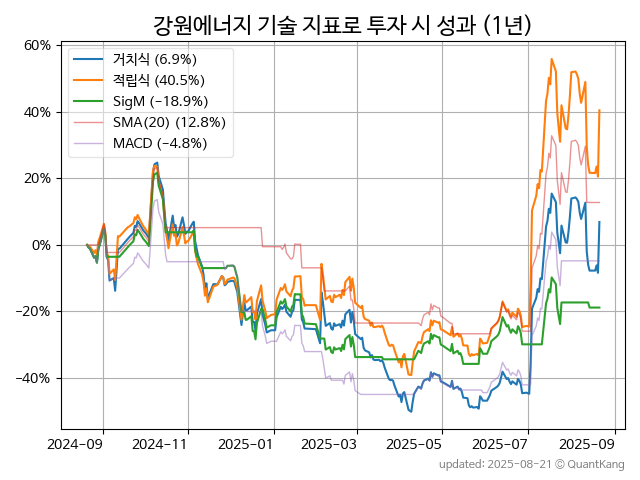 강원에너지 기술 지표로 투자 시 성과 (1년)
60%
40%
20%
0%
−20%
−40%
거치식 (6.9%)
적립식 (40.5%)
SigM (−18.9%)
SMA(20) (12.8%)
MACD (−4.8%)
2024-09 2024-11 2025-01 2025-03 2025-05 2025-07 2025-09
updated: 2025-08-21 © QuantKang